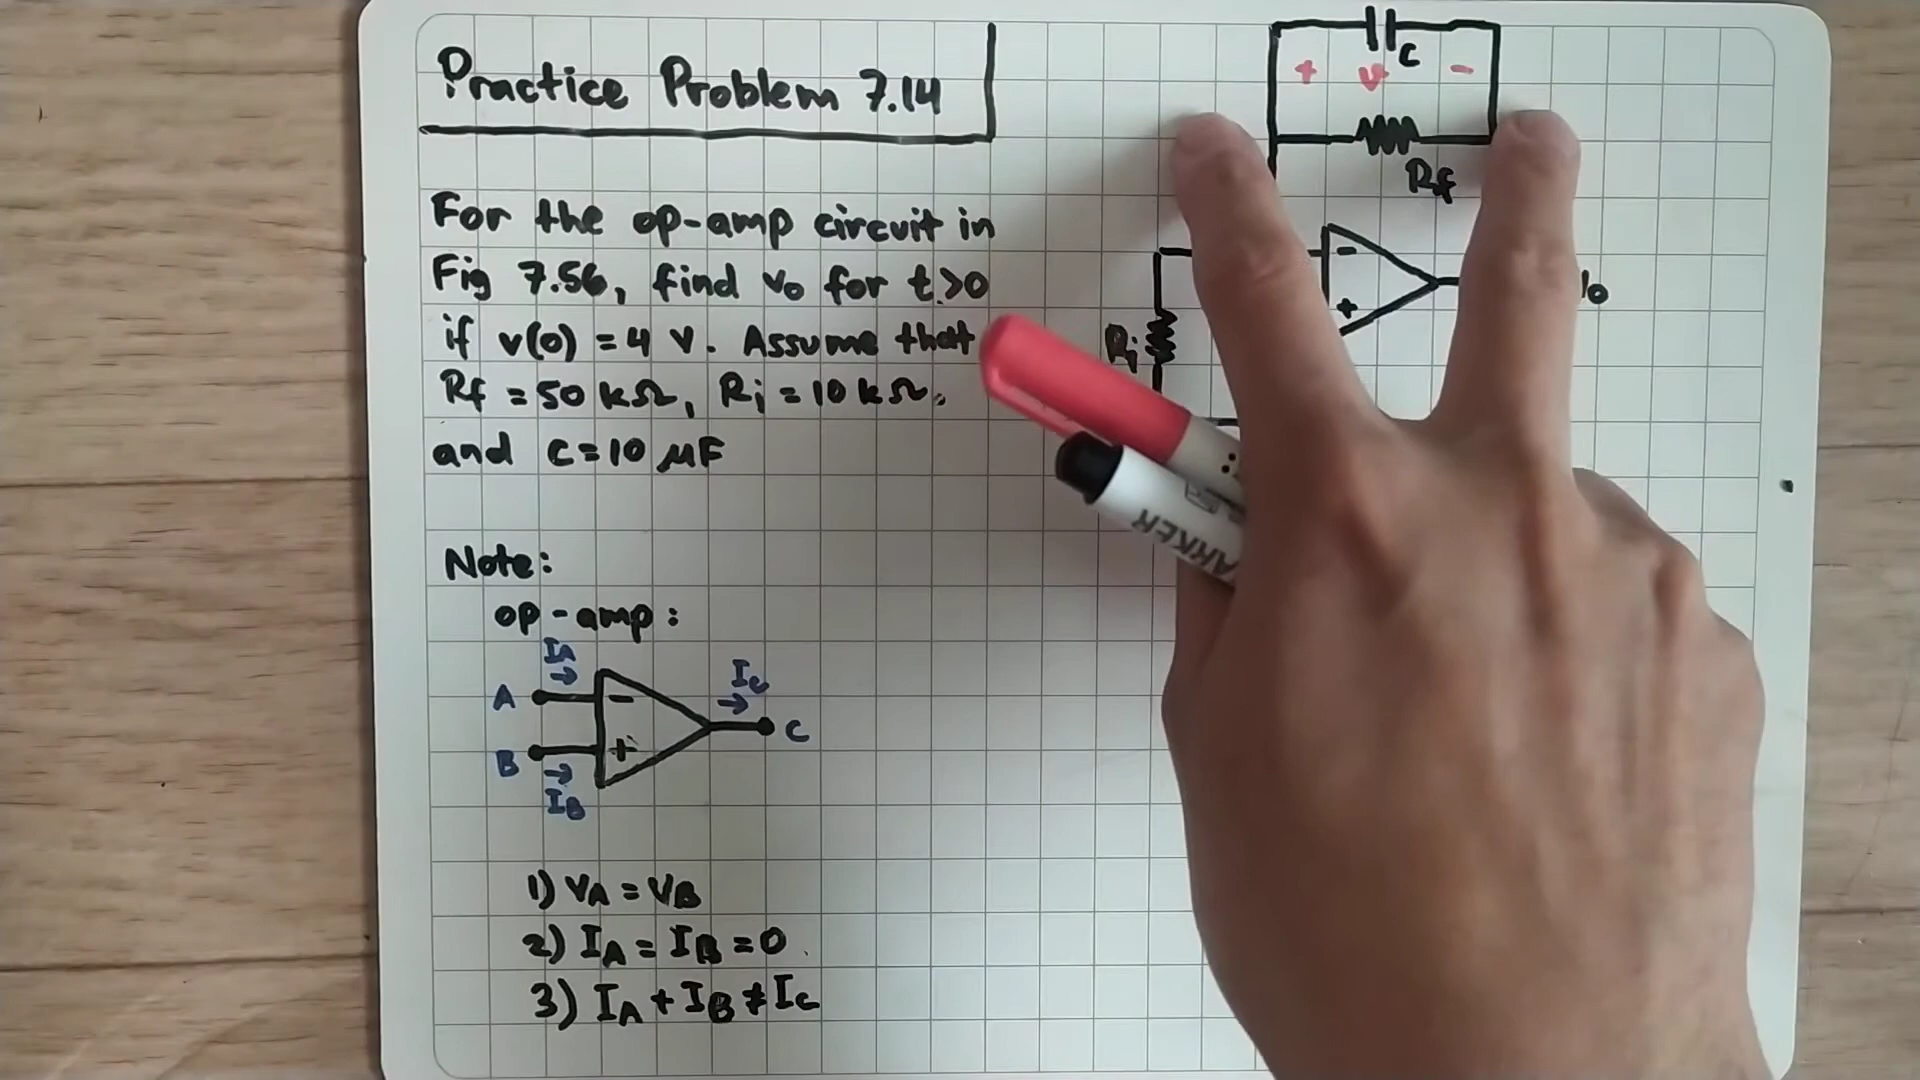 Practice Problem 7.14
For the op-amp circuit in
Fig 7.56, find vo for t>0
if v(0) = 4 V. Assume that
Rf = 50 kΩ, Ri = 10 kΩ,
and C = 10 μF
Note:
op-amp:
IA
A
-
IC
C
B
+
IB
1) VA = VB
2) IA = IB = 0
3) IA + IB ≠ IC
C
+ v -
Rf
-
+
Ri